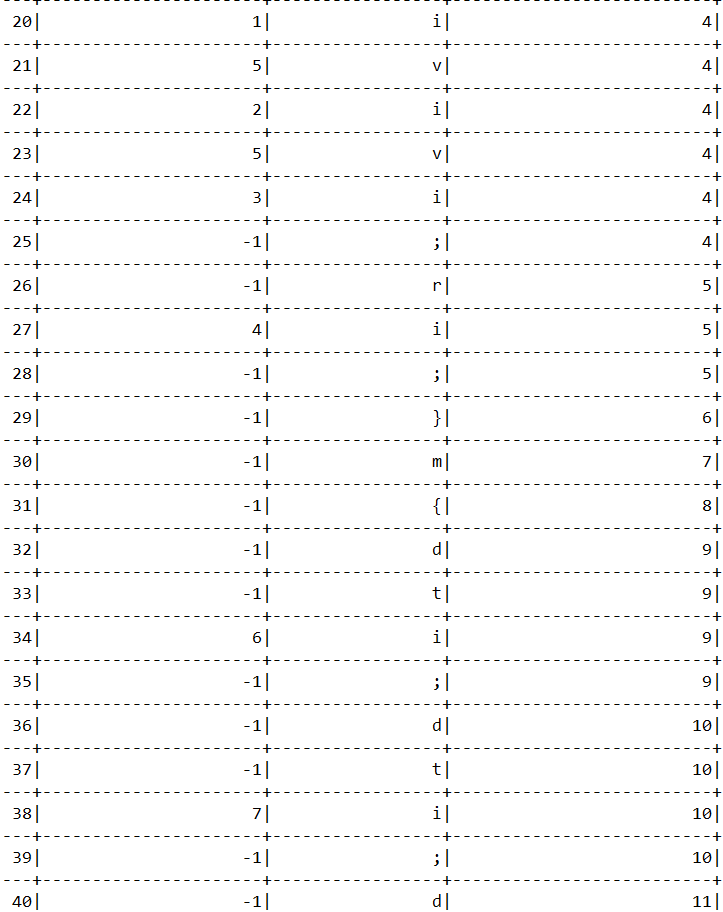 ---+----------------------+-----------------+--------------------------+
 20|                     1|                i|                         4|
---+----------------------+-----------------+--------------------------+
 21|                     5|                v|                         4|
---+----------------------+-----------------+--------------------------+
 22|                     2|                i|                         4|
---+----------------------+-----------------+--------------------------+
 23|                     5|                v|                         4|
---+----------------------+-----------------+--------------------------+
 24|                     3|                i|                         4|
---+----------------------+-----------------+--------------------------+
 25|                    -1|                ;|                         4|
---+----------------------+-----------------+--------------------------+
 26|                    -1|                r|                         5|
---+----------------------+-----------------+--------------------------+
 27|                     4|                i|                         5|
---+----------------------+-----------------+--------------------------+
 28|                    -1|                ;|                         5|
---+----------------------+-----------------+--------------------------+
 29|                    -1|                }|                         6|
---+----------------------+-----------------+--------------------------+
 30|                    -1|                m|                         7|
---+----------------------+-----------------+--------------------------+
 31|                    -1|                {|                         8|
---+----------------------+-----------------+--------------------------+
 32|                    -1|                d|                         9|
---+----------------------+-----------------+--------------------------+
 33|                    -1|                t|                         9|
---+----------------------+-----------------+--------------------------+
 34|                     6|                i|                         9|
---+----------------------+-----------------+--------------------------+
 35|                    -1|                ;|                         9|
---+----------------------+-----------------+--------------------------+
 36|                    -1|                d|                        10|
---+----------------------+-----------------+--------------------------+
 37|                    -1|                t|                        10|
---+----------------------+-----------------+--------------------------+
 38|                     7|                i|                        10|
---+----------------------+-----------------+--------------------------+
 39|                    -1|                ;|                        10|
---+----------------------+-----------------+--------------------------+
 40|                    -1|                d|                        11|